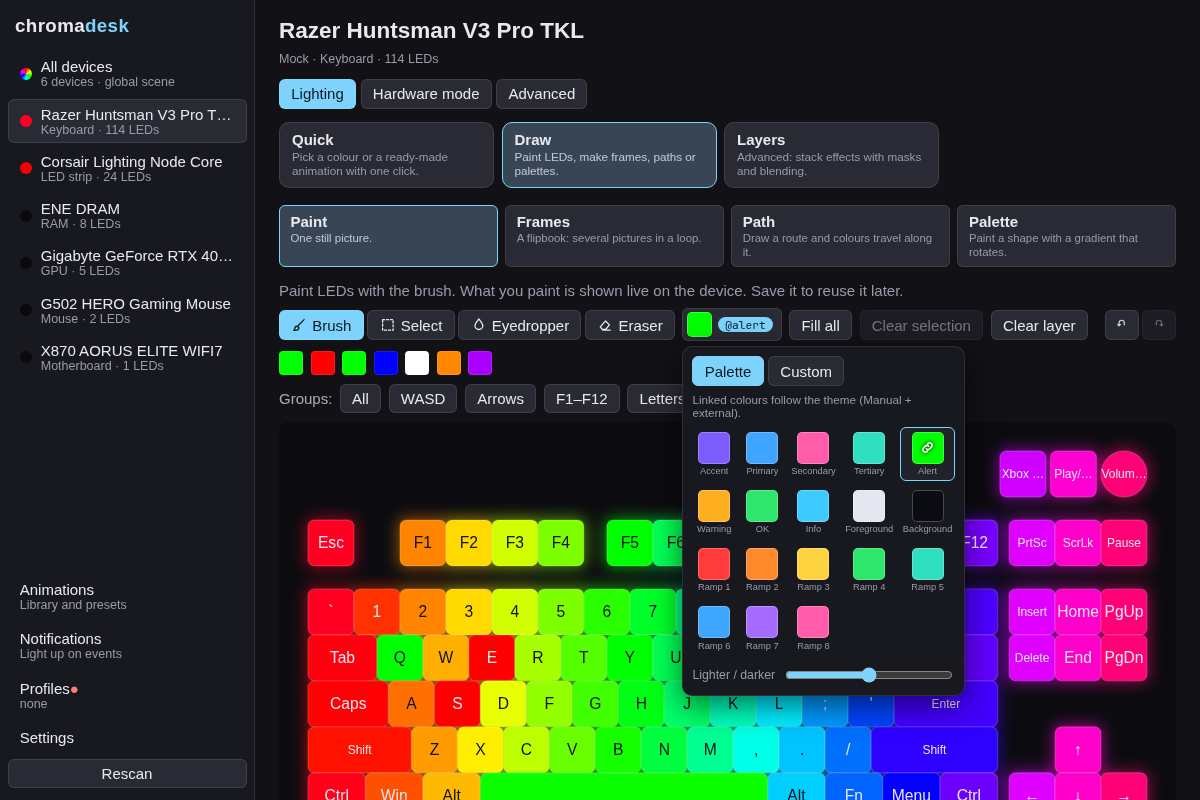 chromadesk
All devices
6 devices · global scene
Razer Huntsman V3 Pro T…
Keyboard · 114 LEDs
Corsair Lighting Node Core
LED strip · 24 LEDs
ENE DRAM
RAM · 8 LEDs
Gigabyte GeForce RTX 40…
GPU · 5 LEDs
G502 HERO Gaming Mouse
Mouse · 2 LEDs
X870 AORUS ELITE WIFI7
Motherboard · 1 LEDs
Animations
Library and presets
Notifications
Light up on events
Profiles
none
Settings
Rescan
Razer Huntsman V3 Pro TKL
Mock · Keyboard · 114 LEDs
Lighting Hardware mode Advanced
Quick
Pick a colour or a ready-made
animation with one click.
Draw
Paint LEDs, make frames, paths or
palettes.
Layers
Advanced: stack effects with masks
and blending.
Paint
One still picture.
Frames
A flipbook: several pictures in a loop.
Path
Draw a route and colours travel along
it.
Palette
Paint a shape with a gradient that
rotates.
Paint LEDs with the brush. What you paint is shown live on the device. Save it to reuse it later.
Brush Select Eyedropper Eraser @alert Fill all Clear selection Clear layer
Groups: All WASD Arrows F1–F12 Letters
Palette Custom
Linked colours follow the theme (Manual +
external).
Accent Primary Secondary Tertiary Alert
Warning OK Info Foreground Background
Ramp 1 Ramp 2 Ramp 3 Ramp 4 Ramp 5
Ramp 6 Ramp 7 Ramp 8
Lighter / darker
Xbox … Play/… Volum…
Esc F1 F2 F3 F4 F5 F6 F12 PrtSc ScrLk Pause
` 1 2 3 4 5 6 7 Insert Home PgUp
Tab Q W E R T Y U Delete End PgDn
Caps A S D F G H J K L ; ' Enter
Shift Z X C V B N M , . / Shift ↑
Ctrl Win Alt Alt Fn Menu Ctrl ← ↓ →